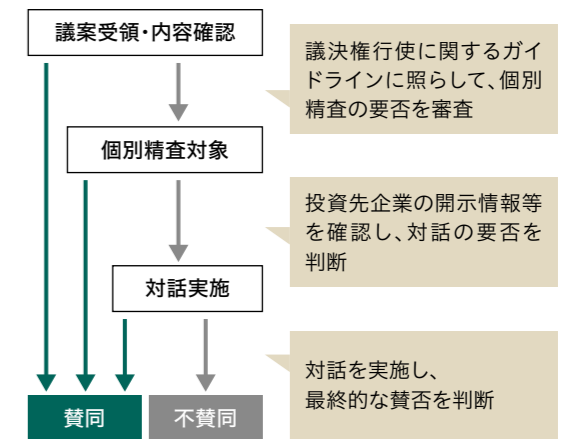 議案受領・内容確認
議決権行使に関するガイ
ドラインに照らして、個別
精査の要否を審査
個別精査対象
投資先企業の開示情報等
を確認し、対話の要否を
判断
対話実施
対話を実施し、
最終的な賛否を判断
賛同
不賛同